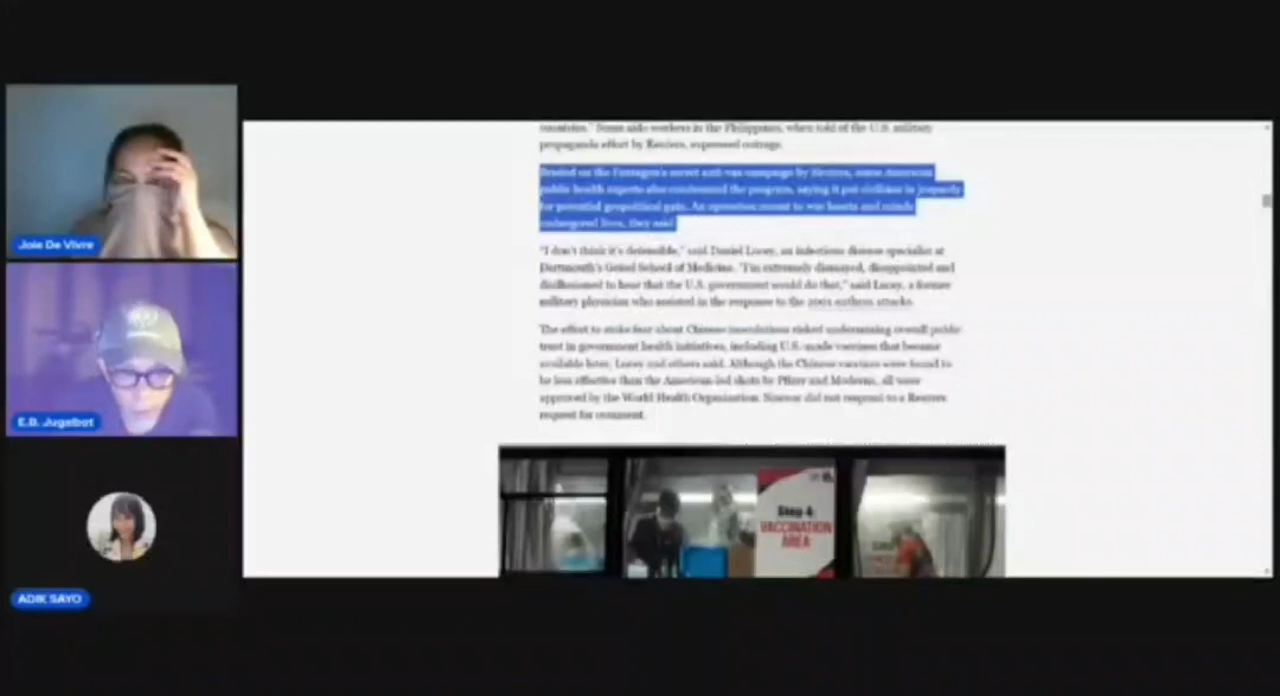 Joie De Vivre
E.B. Jugalbot
ADIK SAYO
countries." Some aide workers in the Philippines, when told of the U.S. military
propaganda effort by Reuters, expressed outrage.
Briefed on the Pentagon's secret anti-vax campaign by Reuters, some American
public health experts also condemned the program, saying it put civilians in jeopardy
for potential geopolitical gain. An operation meant to win hearts and minds
endangered lives, they said.
"I don't think it's defensible," said Daniel Lucey, an infectious disease specialist at
Dartmouth's Geisel School of Medicine. "I'm extremely dismayed, disappointed and
disillusioned to hear that the U.S. government would do that," said Lucey, a former
military physician who assisted in the response to the 2001 anthrax attacks.
The effort to stoke fear about Chinese inoculations risked undermining overall public
trust in government health initiatives, including U.S.-made vaccines that became
available later, Lucey and others said. Although the Chinese vaccines were found to
be less effective than the American-led shots by Pfizer and Moderna, all were
approved by the World Health Organization. Sinovac did not respond to a Reuters
request for comment.
Step 4:
VACCINATION
AREA